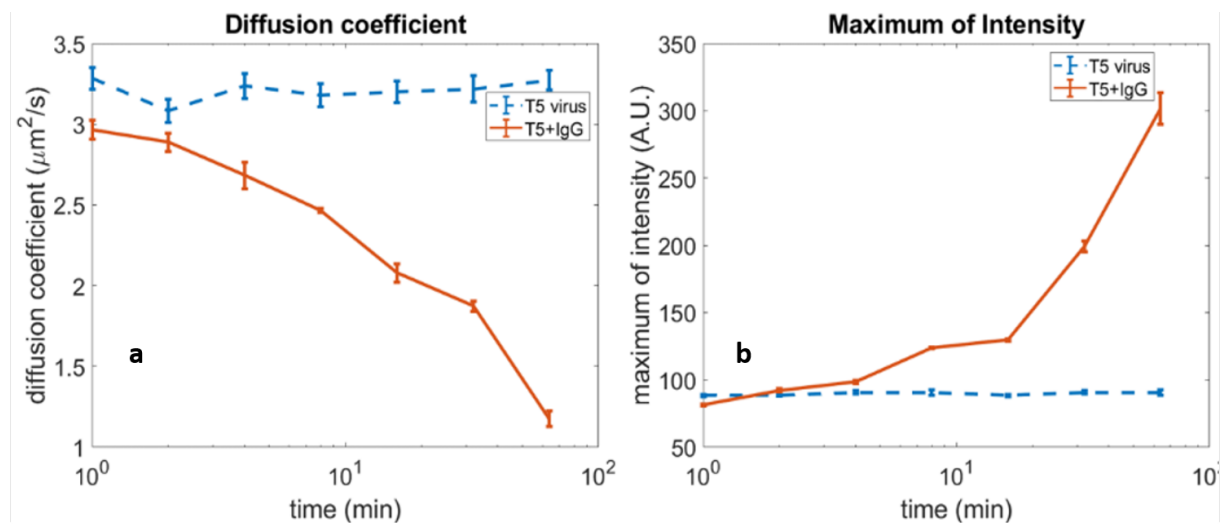 Diffusion coefficient
3.5
3
2.5
2
1.5
1
diffusion coefficient (μm²/s)
T5 virus
T5+IgG
a
10⁰
10¹
10²
time (min)
Maximum of Intensity
350
300
250
200
150
100
50
maximum of intensity (A.U.)
T5 virus
T5+IgG
b
10⁰
10¹
10
time (min)